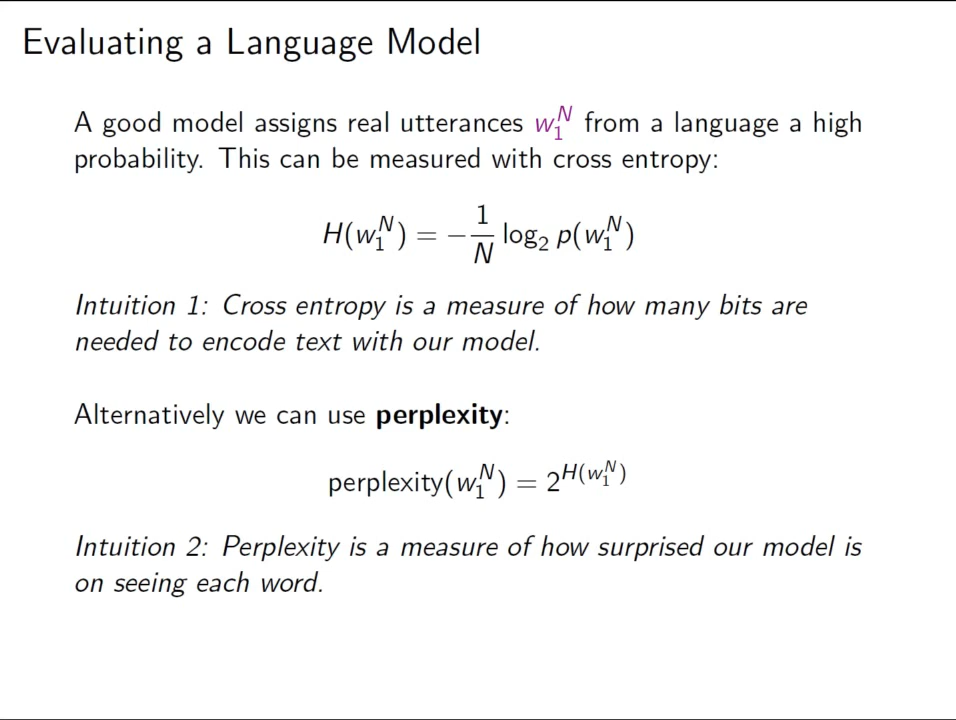 Evaluating a Language Model
A good model assigns real utterances $w_1^N$ from a language a high
probability. This can be measured with cross entropy:
$H(w_1^N) = -\frac{1}{N} \log_2 p(w_1^N)$
Intuition 1: Cross entropy is a measure of how many bits are
needed to encode text with our model.
Alternatively we can use perplexity:
$\text{perplexity}(w_1^N) = 2^{H(w_1^N)}$
Intuition 2: Perplexity is a measure of how surprised our model is
on seeing each word.